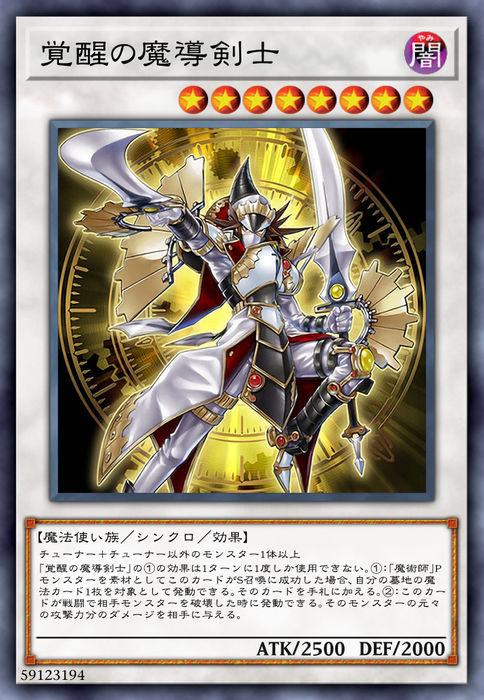 覚醒の魔導剣士
やみ
闇
【魔法使い族／シンクロ／効果】
チューナー＋チューナー以外のモンスター1体以上
「覚醒の魔導剣士」の①の効果は1ターンに1度しか使用できない。①：「魔術師」P
モンスターを素材としてこのカードがS召喚に成功した場合、自分の墓地の魔
法カード1枚を対象として発動できる。そのカードを手札に加える。②：このカー
ドが戦闘で相手モンスターを破壊した時に発動できる。そのモンスターの元々
の攻撃力分のダメージを相手に与える。
ATK/2500 DEF/2000
59123194